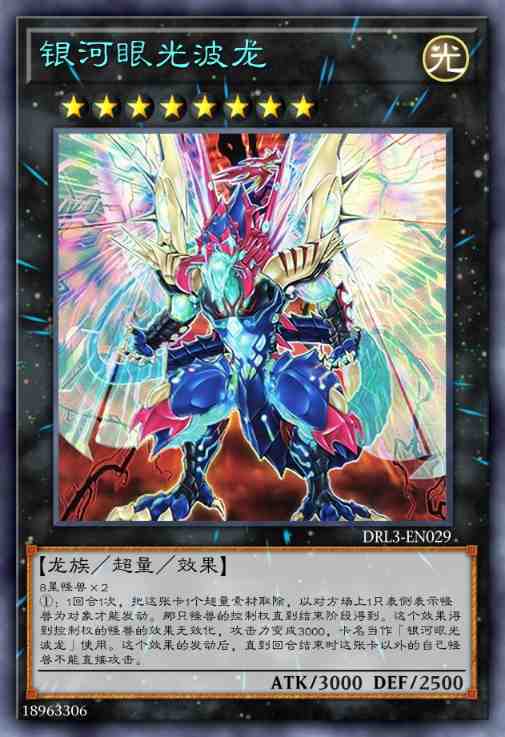 银河眼光波龙
光
DRL3-EN029
【龙族／超量／效果】
8星怪兽×2
①：1回合1次，把这张卡1个超量素材取除，以对方场上1只表侧表示怪
兽为对象才能发动。那只怪兽的控制权直到结束阶段得到。这个效果得
到控制权的怪兽的效果无效化，攻击力变成3000，卡名当作「银河眼光
波龙」使用。这个效果的发动后，直到回合结束时这张卡以外的自己怪
兽不能直接攻击。
ATK/3000 DEF/2500
18963306